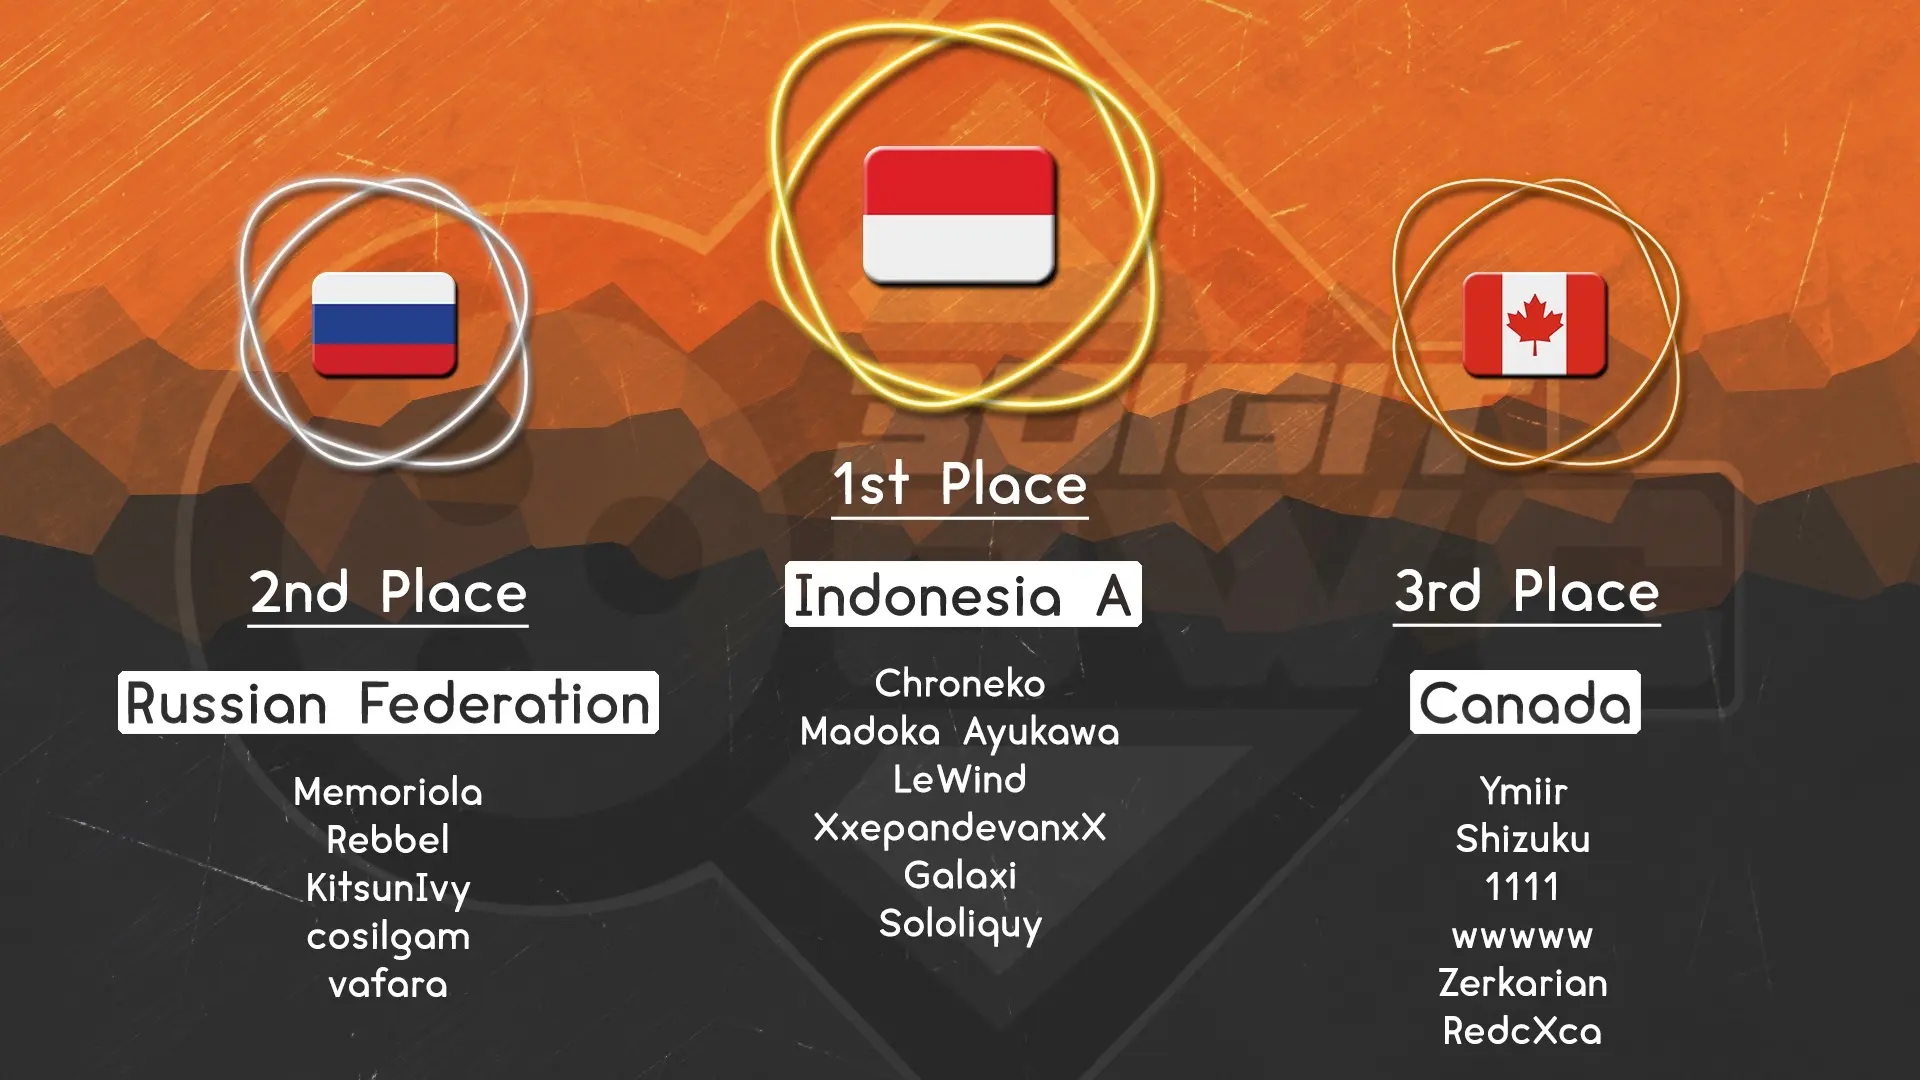 1st Place
Indonesia A
Chroneko
Madoka Ayukawa
LeWind
XxepandevanxX
Galaxi
Sololiquy
2nd Place
Russian Federation
Memoriola
Rebbel
KitsunIvy
cosilgam
vafara
3rd Place
Canada
Ymiir
Shizuku
1111
wwwww
Zerkarian
RedcXca
3DIGIT